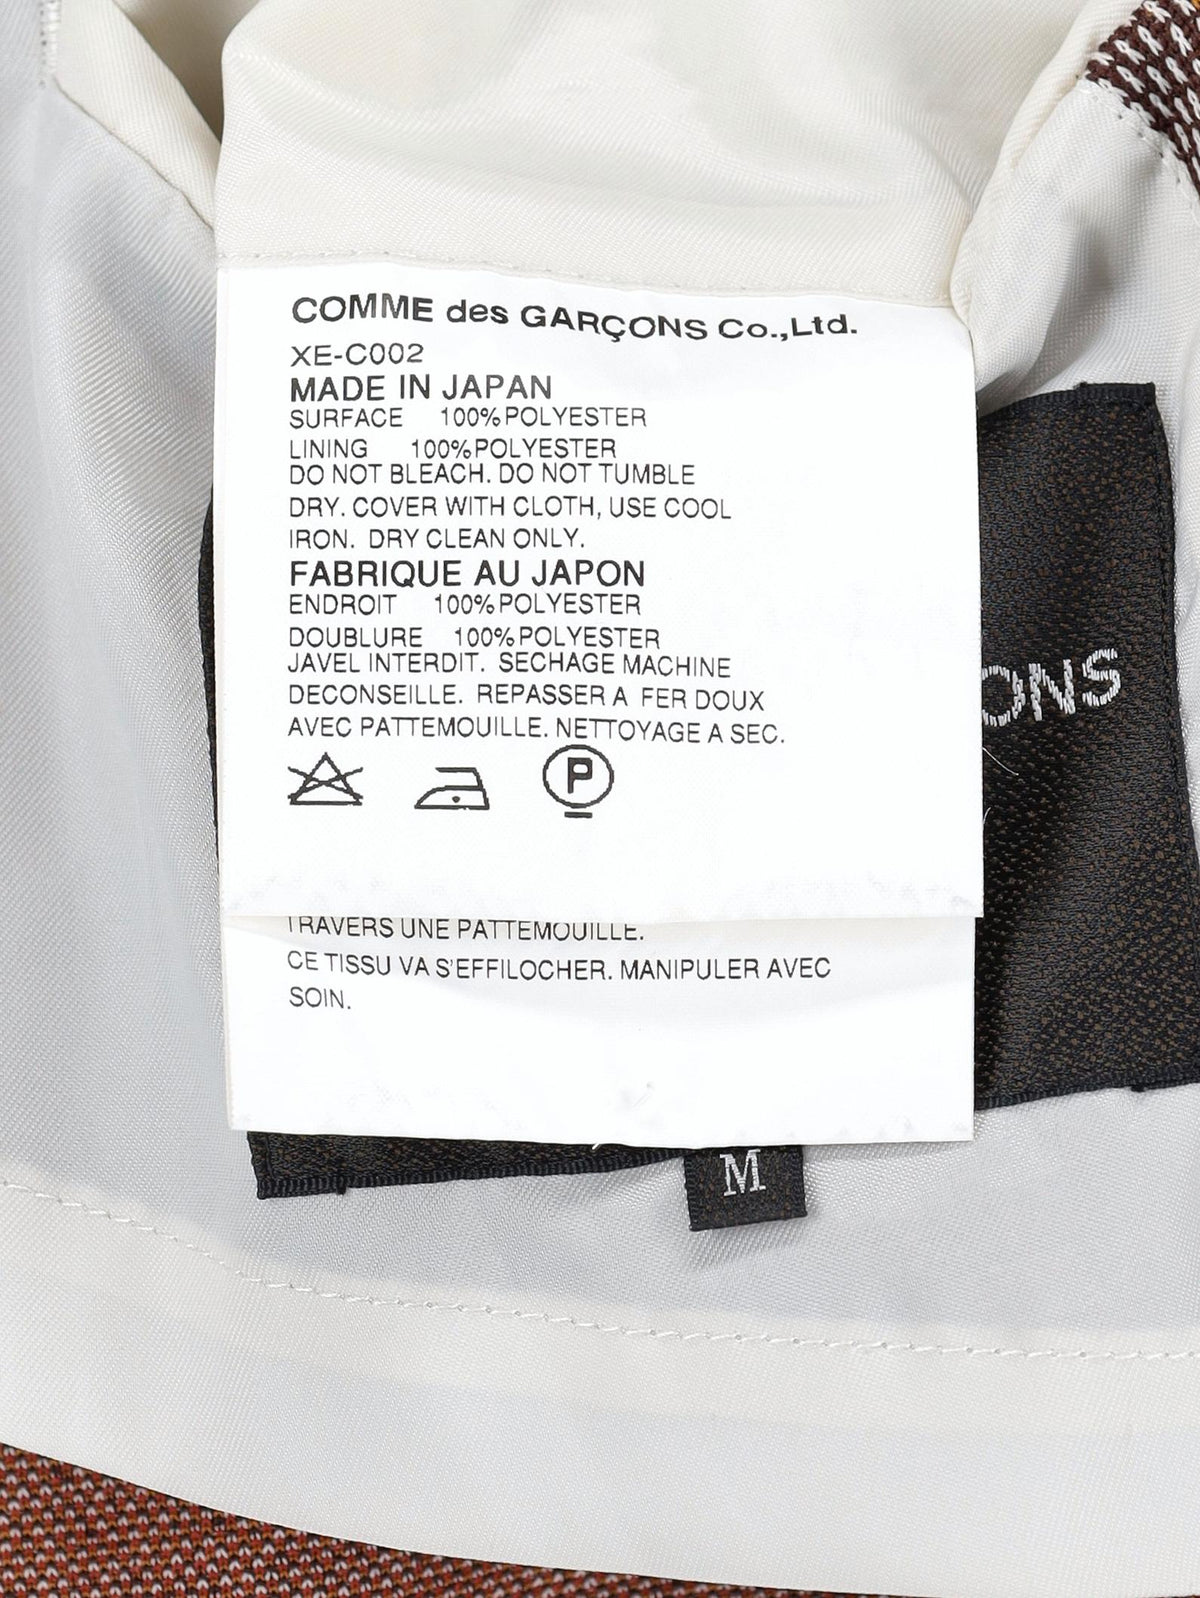 COMME des GARÇONS Co.,Ltd.
XE-C002
MADE IN JAPAN
SURFACE 100% POLYESTER
LINING 100% POLYESTER
DO NOT BLEACH. DO NOT TUMBLE
DRY. COVER WITH CLOTH, USE COOL
IRON. DRY CLEAN ONLY.
FABRIQUE AU JAPON
ENDROIT 100% POLYESTER
DOUBLURE 100% POLYESTER
JAVEL INTERDIT. SECHAGE MACHINE
DECONSEILLE. REPASSER A FER DOUX
AVEC PATTEMOUILLE. NETTOYAGE A SEC.
P
TRAVERS UNE PATTEMOUILLE.
CE TISSU VA S'EFFILOCHER. MANIPULER AVEC
SOIN.
ONS
M